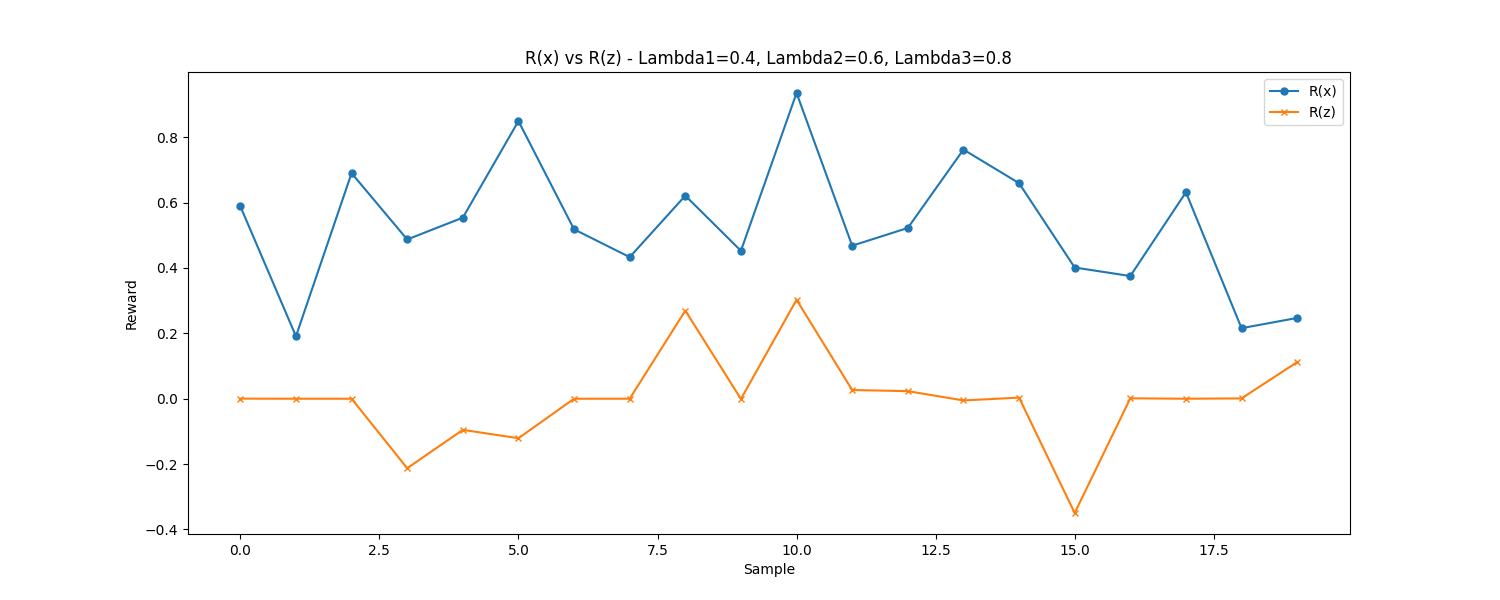 R(x) vs R(z) - Lambda1=0.4, Lambda2=0.6, Lambda3=0.8
R(x)
R(z)
Reward
0.8
0.6
0.4
0.2
0.0
−0.2
−0.4
0.0 2.5 5.0 7.5 10.0 12.5 15.0 17.5
Sample